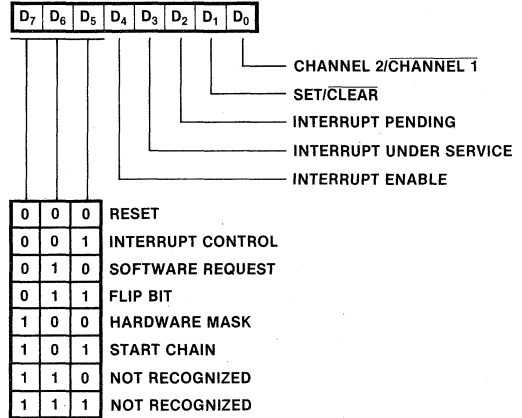 D7 D6 D5 D4 D3 D2 D1 D0
CHANNEL 2/CHANNEL 1
SET/CLEAR
INTERRUPT PENDING
INTERRUPT UNDER SERVICE
INTERRUPT ENABLE
0 0 0 RESET
0 0 1 INTERRUPT CONTROL
0 1 0 SOFTWARE REQUEST
0 1 1 FLIP BIT
1 0 0 HARDWARE MASK
1 0 1 START CHAIN
1 1 0 NOT RECOGNIZED
1 1 1 NOT RECOGNIZED